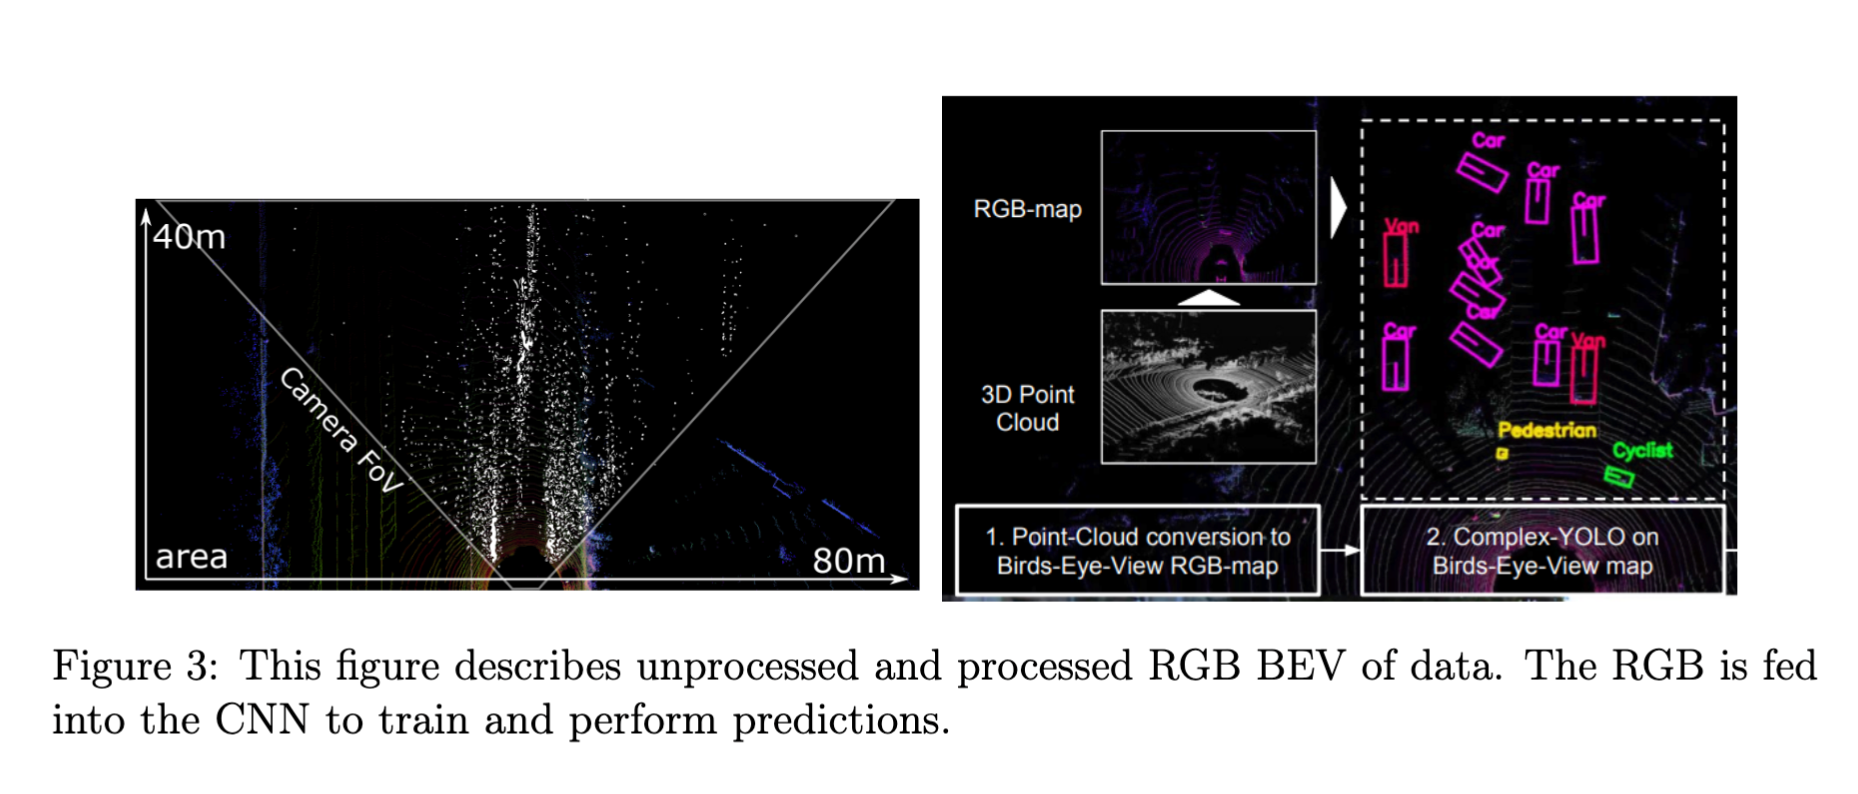 40m
Camera FoV
area
80m
RGB-map
3D Point
Cloud
Car
Car
Car
Van
Car
Car
Car
Car
Car
Van
Pedestrian
Cyclist
1. Point-Cloud conversion to
Birds-Eye-View RGB-map
2. Complex-YOLO on
Birds-Eye-View map
Figure 3: This figure describes unprocessed and processed RGB BEV of data. The RGB is fed
into the CNN to train and perform predictions.